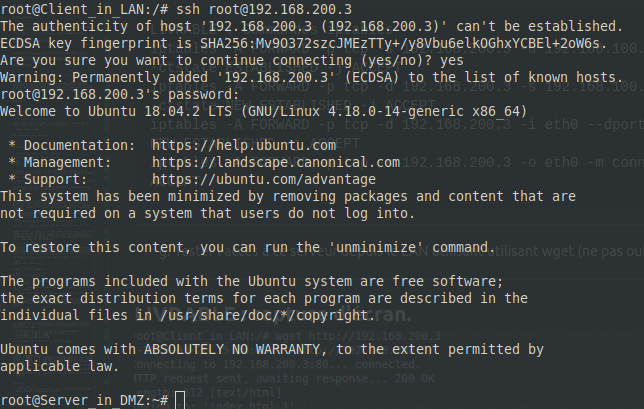 root@Client_in_LAN:/# ssh root@192.168.200.3
The authenticity of host '192.168.200.3 (192.168.200.3)' can't be established.
ECDSA key fingerprint is SHA256:Mv9D372szcJMEzTTy+/y8Vbu6elkOGhxYCBEl+2oW6s.
Are you sure you want to continue connecting (yes/no)? yes
Warning: Permanently added '192.168.200.3' (ECDSA) to the list of known hosts.
root@192.168.200.3's password:
Welcome to Ubuntu 18.04.2 LTS (GNU/Linux 4.18.0-14-generic x86_64)

 * Documentation:  https://help.ubuntu.com
 * Management:     https://landscape.canonical.com
 * Support:        https://ubuntu.com/advantage
This system has been minimized by removing packages and content that are
not required on a system that users do not log into.

To restore this content, you can run the 'unminimize' command.

The programs included with the Ubuntu system are free software;
the exact distribution terms for each program are described in the
individual files in /usr/share/doc/*/copyright.

Ubuntu comes with ABSOLUTELY NO WARRANTY, to the extent permitted by
applicable law.

root@Server_in_DMZ:~#